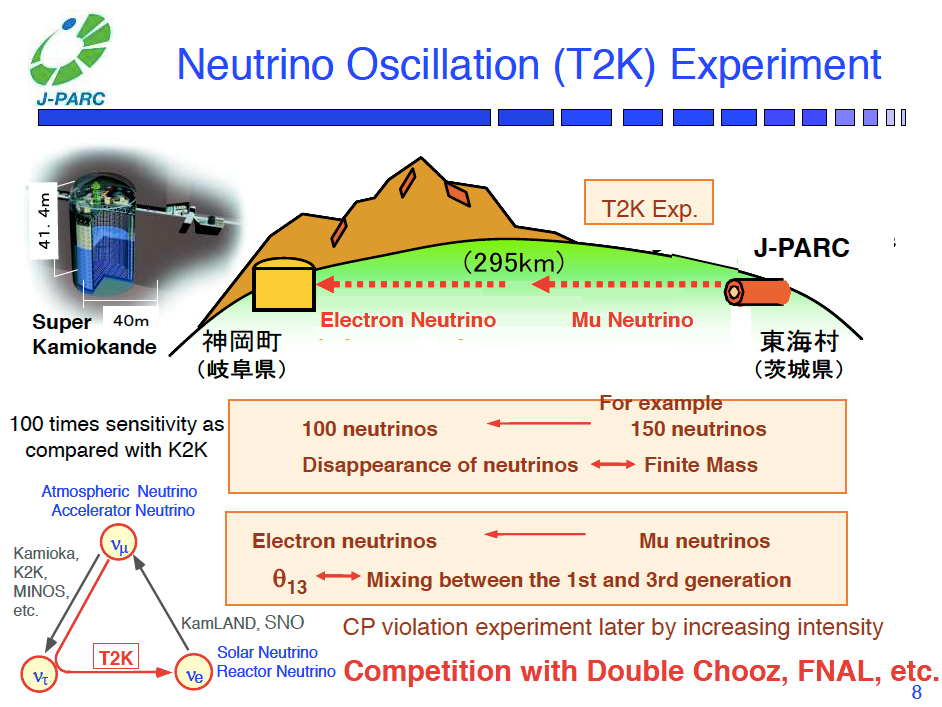 J-PARC
Neutrino Oscillation (T2K) Experiment
41. 4m
40m
Super
Kamiokande
T2K Exp.
J-PARC
(295km)
Electron Neutrino
Mu Neutrino
神岡町
（岐阜県）
東海村
（茨城県）
100 times sensitivity as
compared with K2K
For example
100 neutrinos
150 neutrinos
Disappearance of neutrinos
Finite Mass
Atmospheric Neutrino
Accelerator Neutrino
νμ
Kamioka,
K2K,
MINOS,
etc.
KamLAND, SNO
T2K
ντ
νe
Solar Neutrino
Reactor Neutrino
Electron neutrinos
Mu neutrinos
θ13
Mixing between the 1st and 3rd generation
CP violation experiment later by increasing intensity
Competition with Double Chooz, FNAL, etc.
8